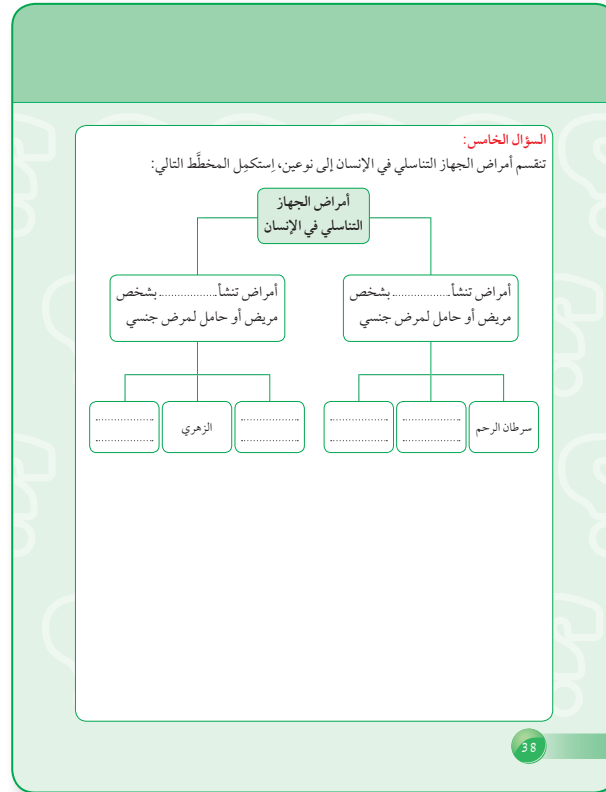 السؤال الخامس:
تنقسم أمراض الجهاز التناسلي في الإنسان إلى نوعين، اِستكمِل المخطَّط التالي:
أمراض الجهاز
التناسلي في الإنسان
أمراض تنشأ.................. بشخص
مريض أو حامل لمرض جنسي
أمراض تنشأ.................. بشخص
مريض أو حامل لمرض جنسي
سرطان الرحم
..................
..................
..................
..................
..................
..................
الزهري
..................
..................
38